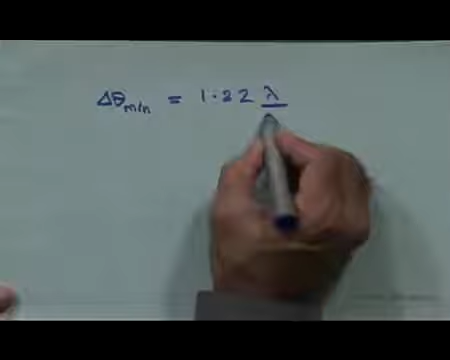 Δθmin = 1.22 λ